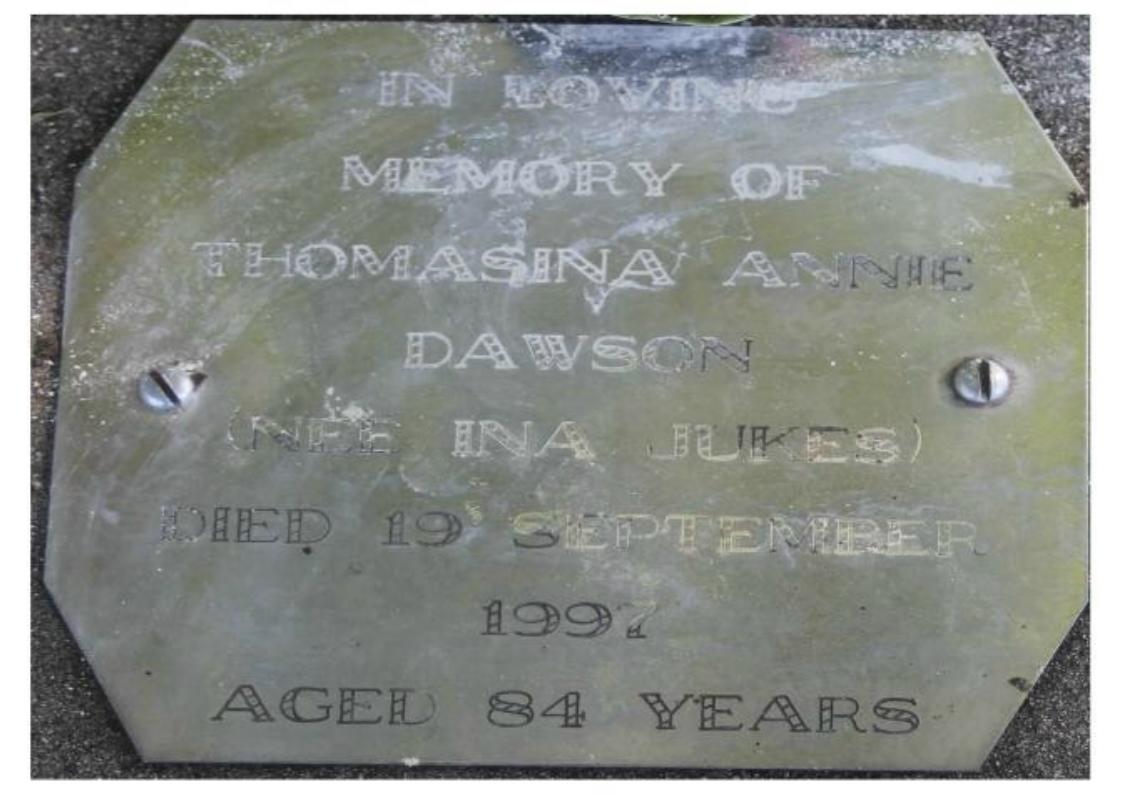 IN LOVING
MEMORY OF
THOMASINA ANNIE
DAWSON
(NEE INA JUKES)
DIED 19 SEPTEMBER
1997
AGED 84 YEARS